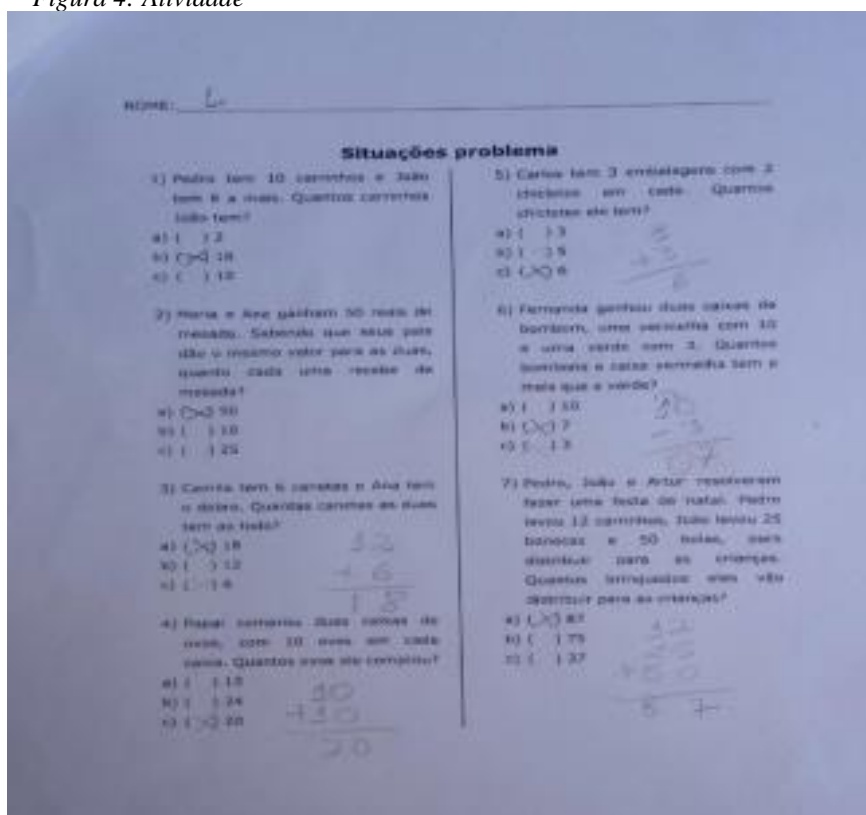 Figura 4: Atividade
NOME: L
Situações problema
1) Pedro tem 10 carrinhos e João
tem 8 a mais. Quantos carrinhos
João tem?
a) ( ) 2
b) (X) 18
c) ( ) 10
2) Maria e Ana ganham 50 reais de
mesada. Sabendo que seus pais
dão o mesmo valor para as duas,
quanto cada uma recebe de
mesada?
a) (X) 50
b) ( ) 10
c) ( ) 25
3) Camila tem 6 canetas e Ana tem
o dobro. Quantas canetas as duas
tem ao todo?
a) (X) 18
b) ( ) 12
c) ( ) 6
12
+ 6
18
4) Papai comprou duas caixas de
ovos, com 10 ovos em cada
caixa. Quantos ovos ele comprou?
a) ( ) 10
b) ( ) 24
c) (X) 20
10
+10
20
5) Carlos tem 3 embalagens com 2
chicletes em cada. Quantos
chicletes ele tem?
a) ( ) 3
b) ( ) 5
c) (X) 6
+3
6
6) Fernanda ganhou duas caixas de
bombom, uma vermelha com 10
e uma verde com 3. Quantos
bombons a caixa vermelha tem a
mais que a verde?
a) ( ) 10
b) (X) 7
c) ( ) 3
10
- 3
07
7) Pedro, João e Artur resolveram
fazer uma festa de natal. Pedro
levou 12 carrinhos, João levou 25
bonecas e 50 bolas, para
distribuir para as crianças.
Quantos brinquedos eles vão
distribuir para as crianças?
a) (X) 87
b) ( ) 75
c) ( ) 37
12
25
+ 50
8 7